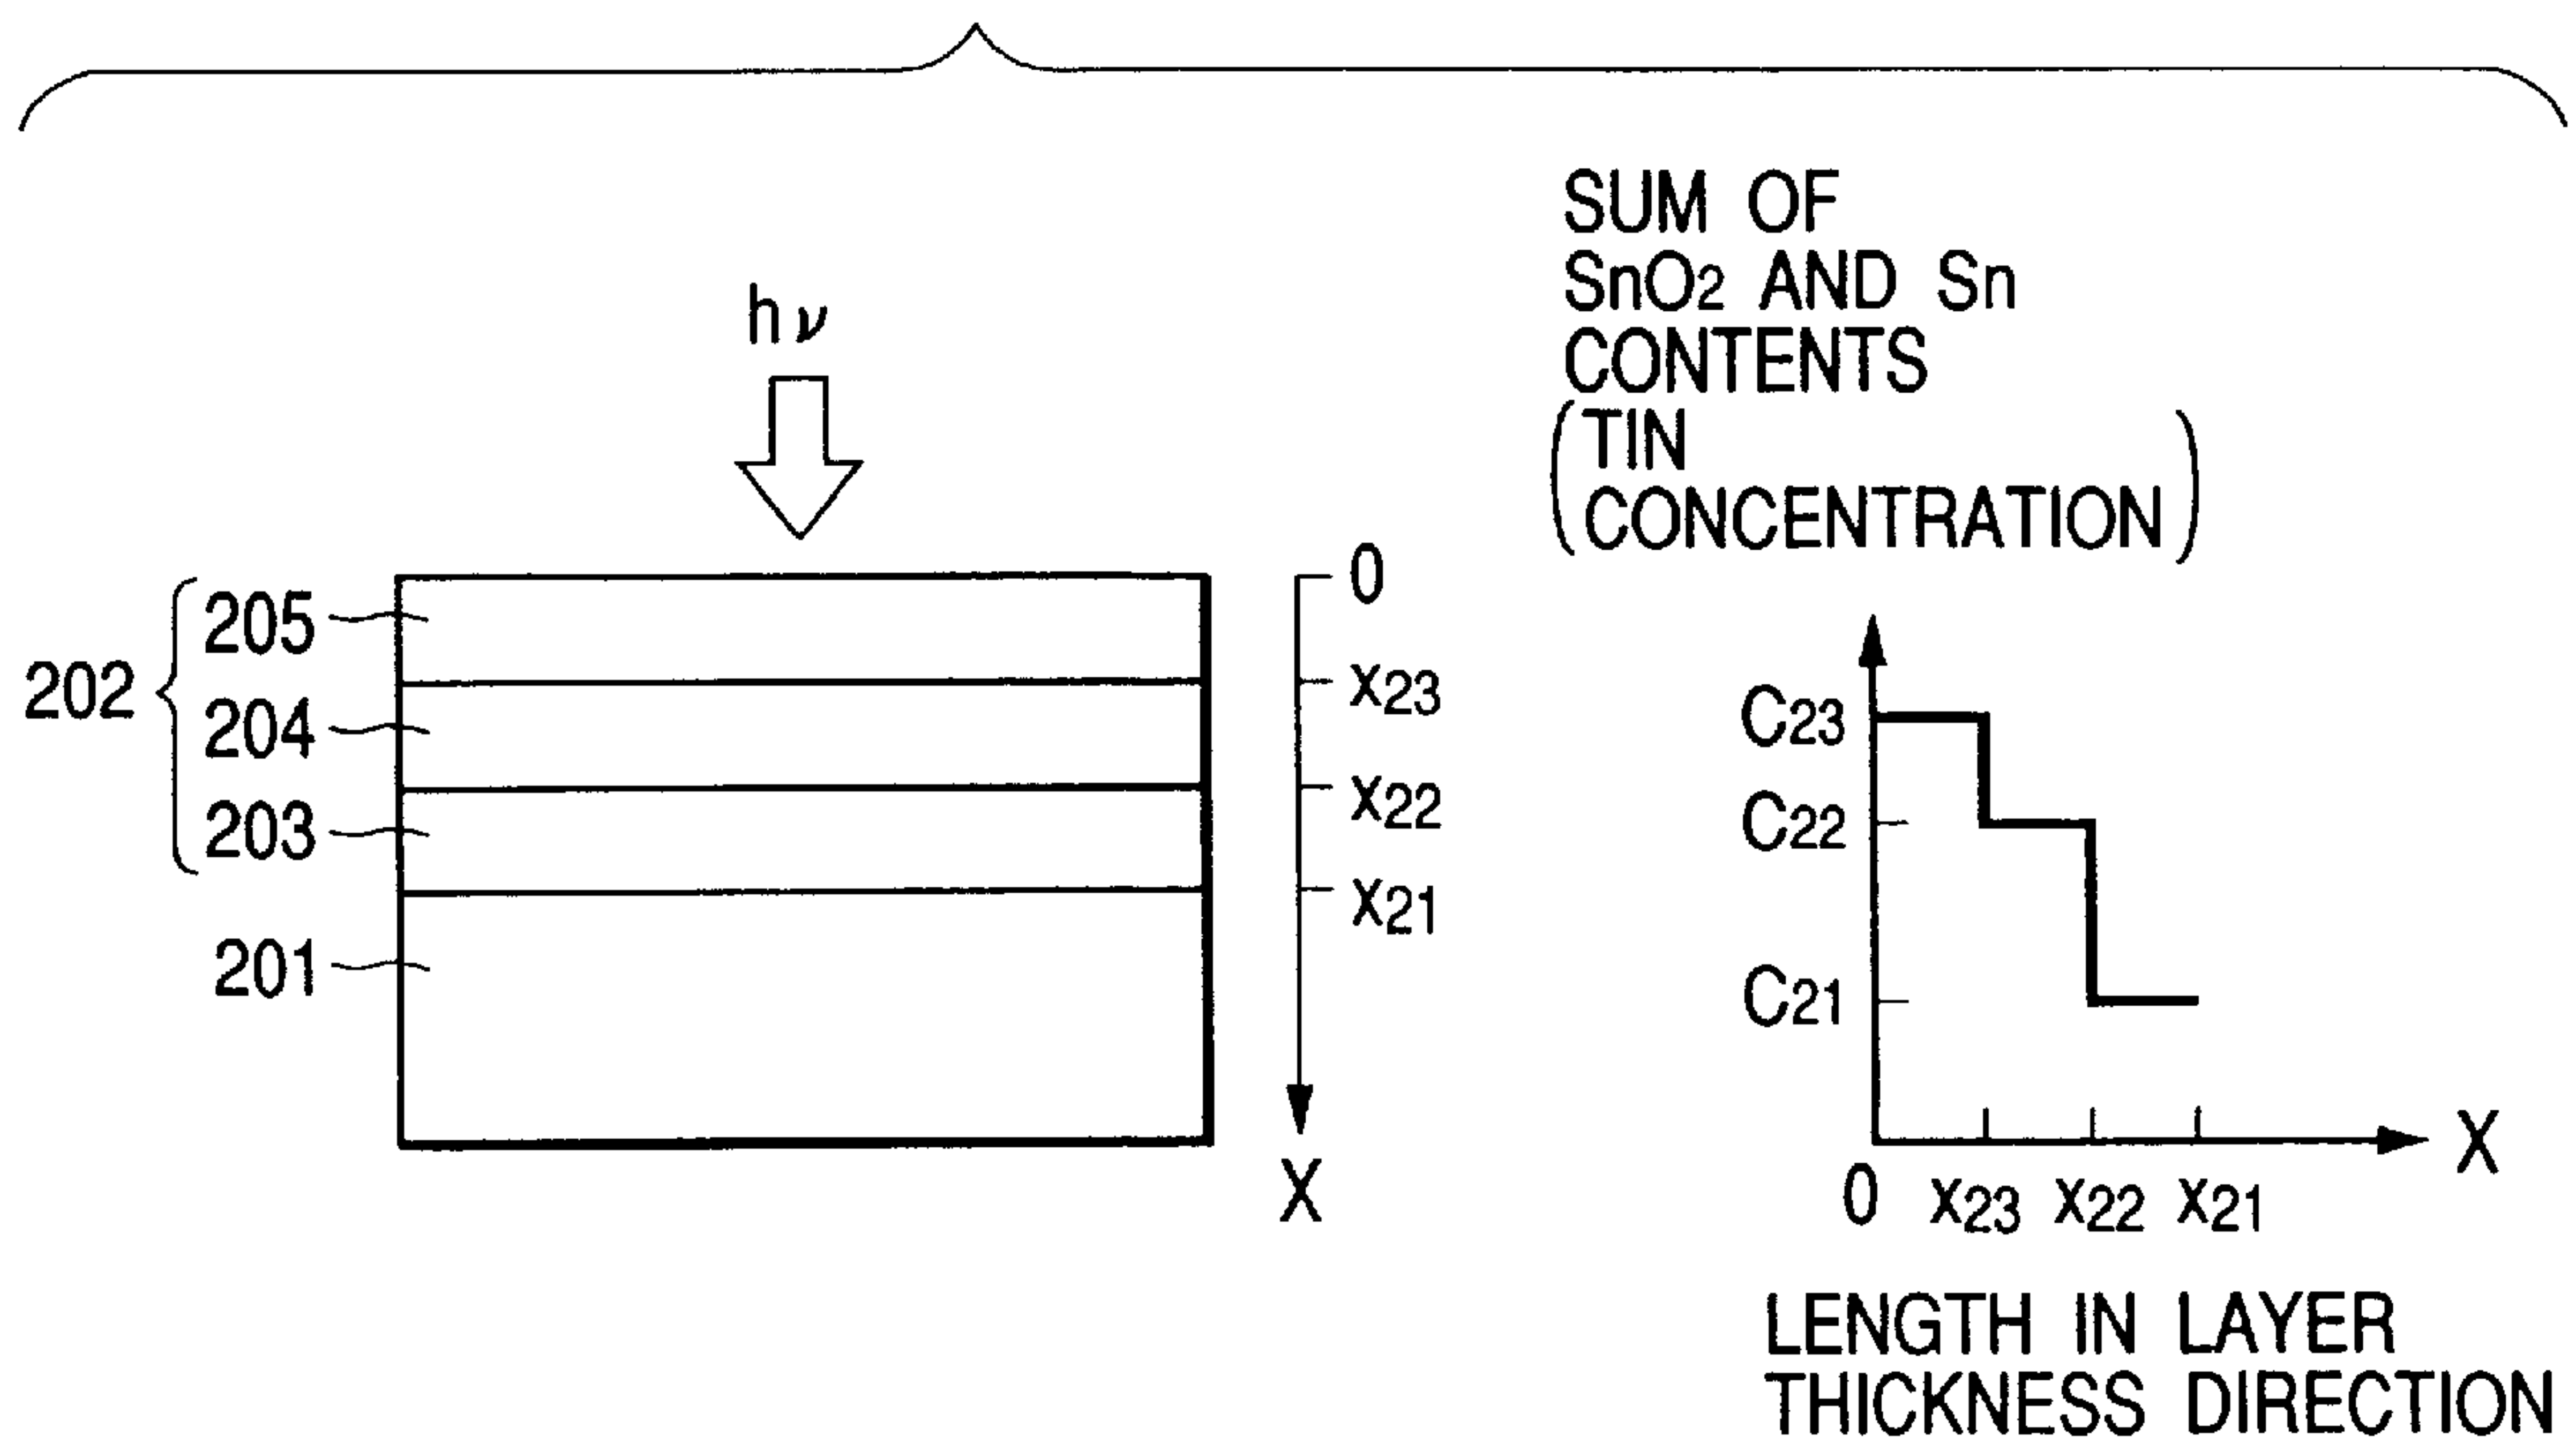 hν
202
205
204
203
201
0
x23
x22
x21
X
SUM OF
SnO2 AND Sn
CONTENTS
(TIN
CONCENTRATION)
C23
C22
C21
0 x23 x22 x21 X
LENGTH IN LAYER
THICKNESS DIRECTION